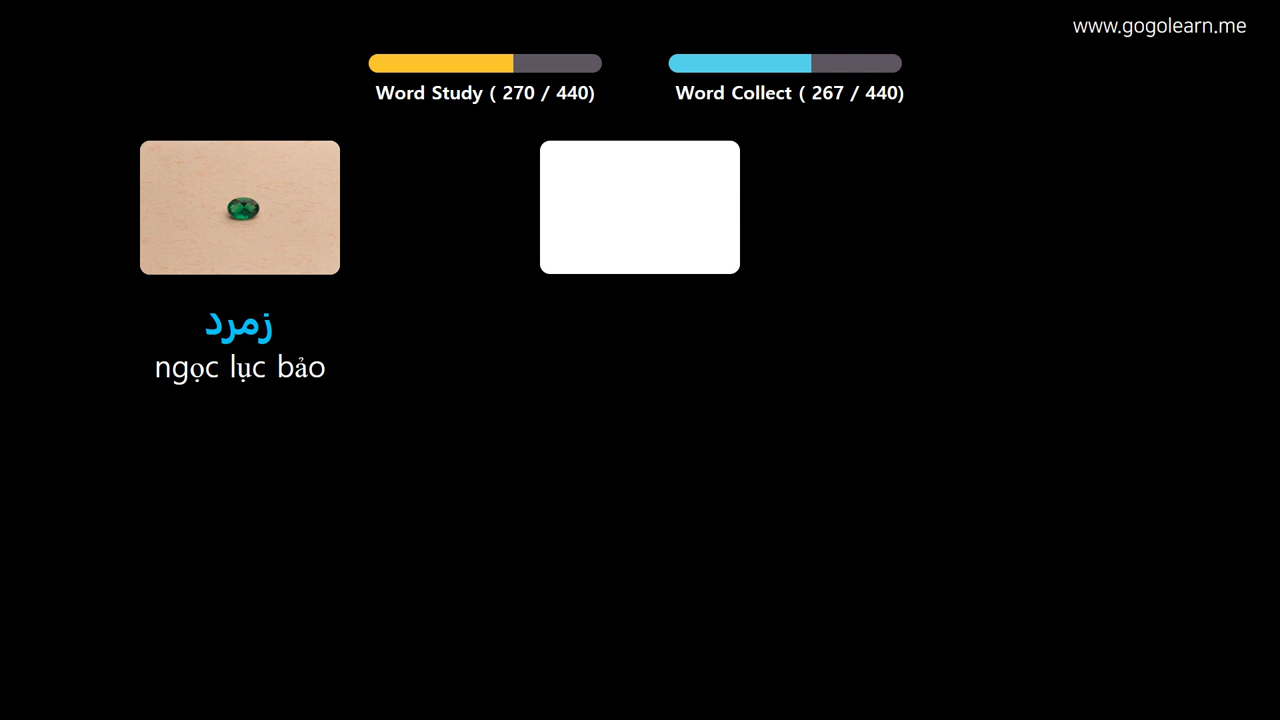 www.gogolearn.me
Word Study ( 270 / 440)
Word Collect ( 267 / 440)
زمرد
ngọc lục bảo